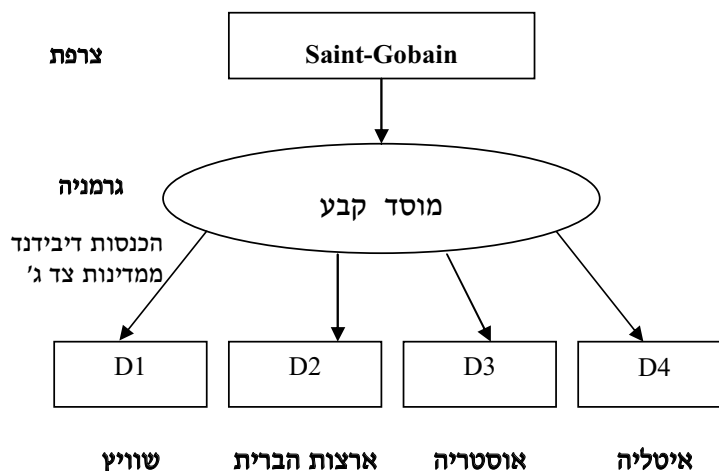 צרפת
Saint-Gobain
גרמניה
מוסד קבע
הכנסות דיבידנד
ממדינות צד ג'
D1
D2
D3
D4
שוויץ
ארצות הברית
אוסטריה
איטליה